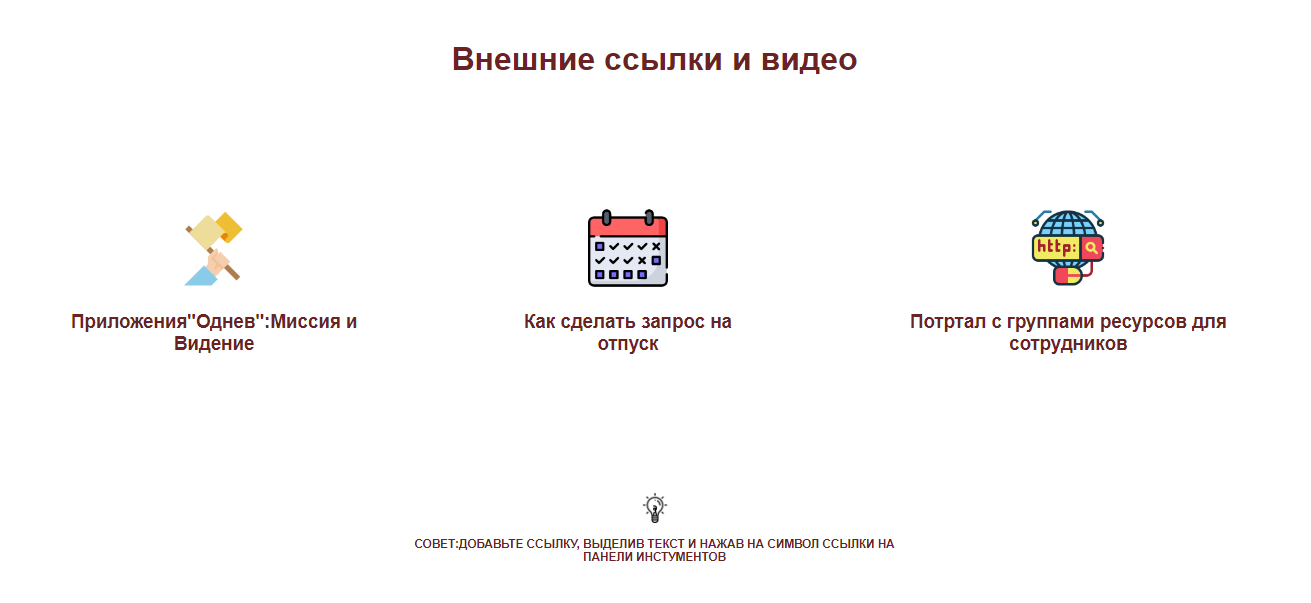 Внешние ссылки и видео
http:
Приложения"Однев":Миссия и
Видение
Как сделать запрос на
отпуск
Потртал с группами ресурсов для
сотрудников
СОВЕТ:ДОБАВЬТЕ ССЫЛКУ, ВЫДЕЛИВ ТЕКСТ И НАЖАВ НА СИМВОЛ ССЫЛКИ НА
ПАНЕЛИ ИНСТУМЕНТОВ